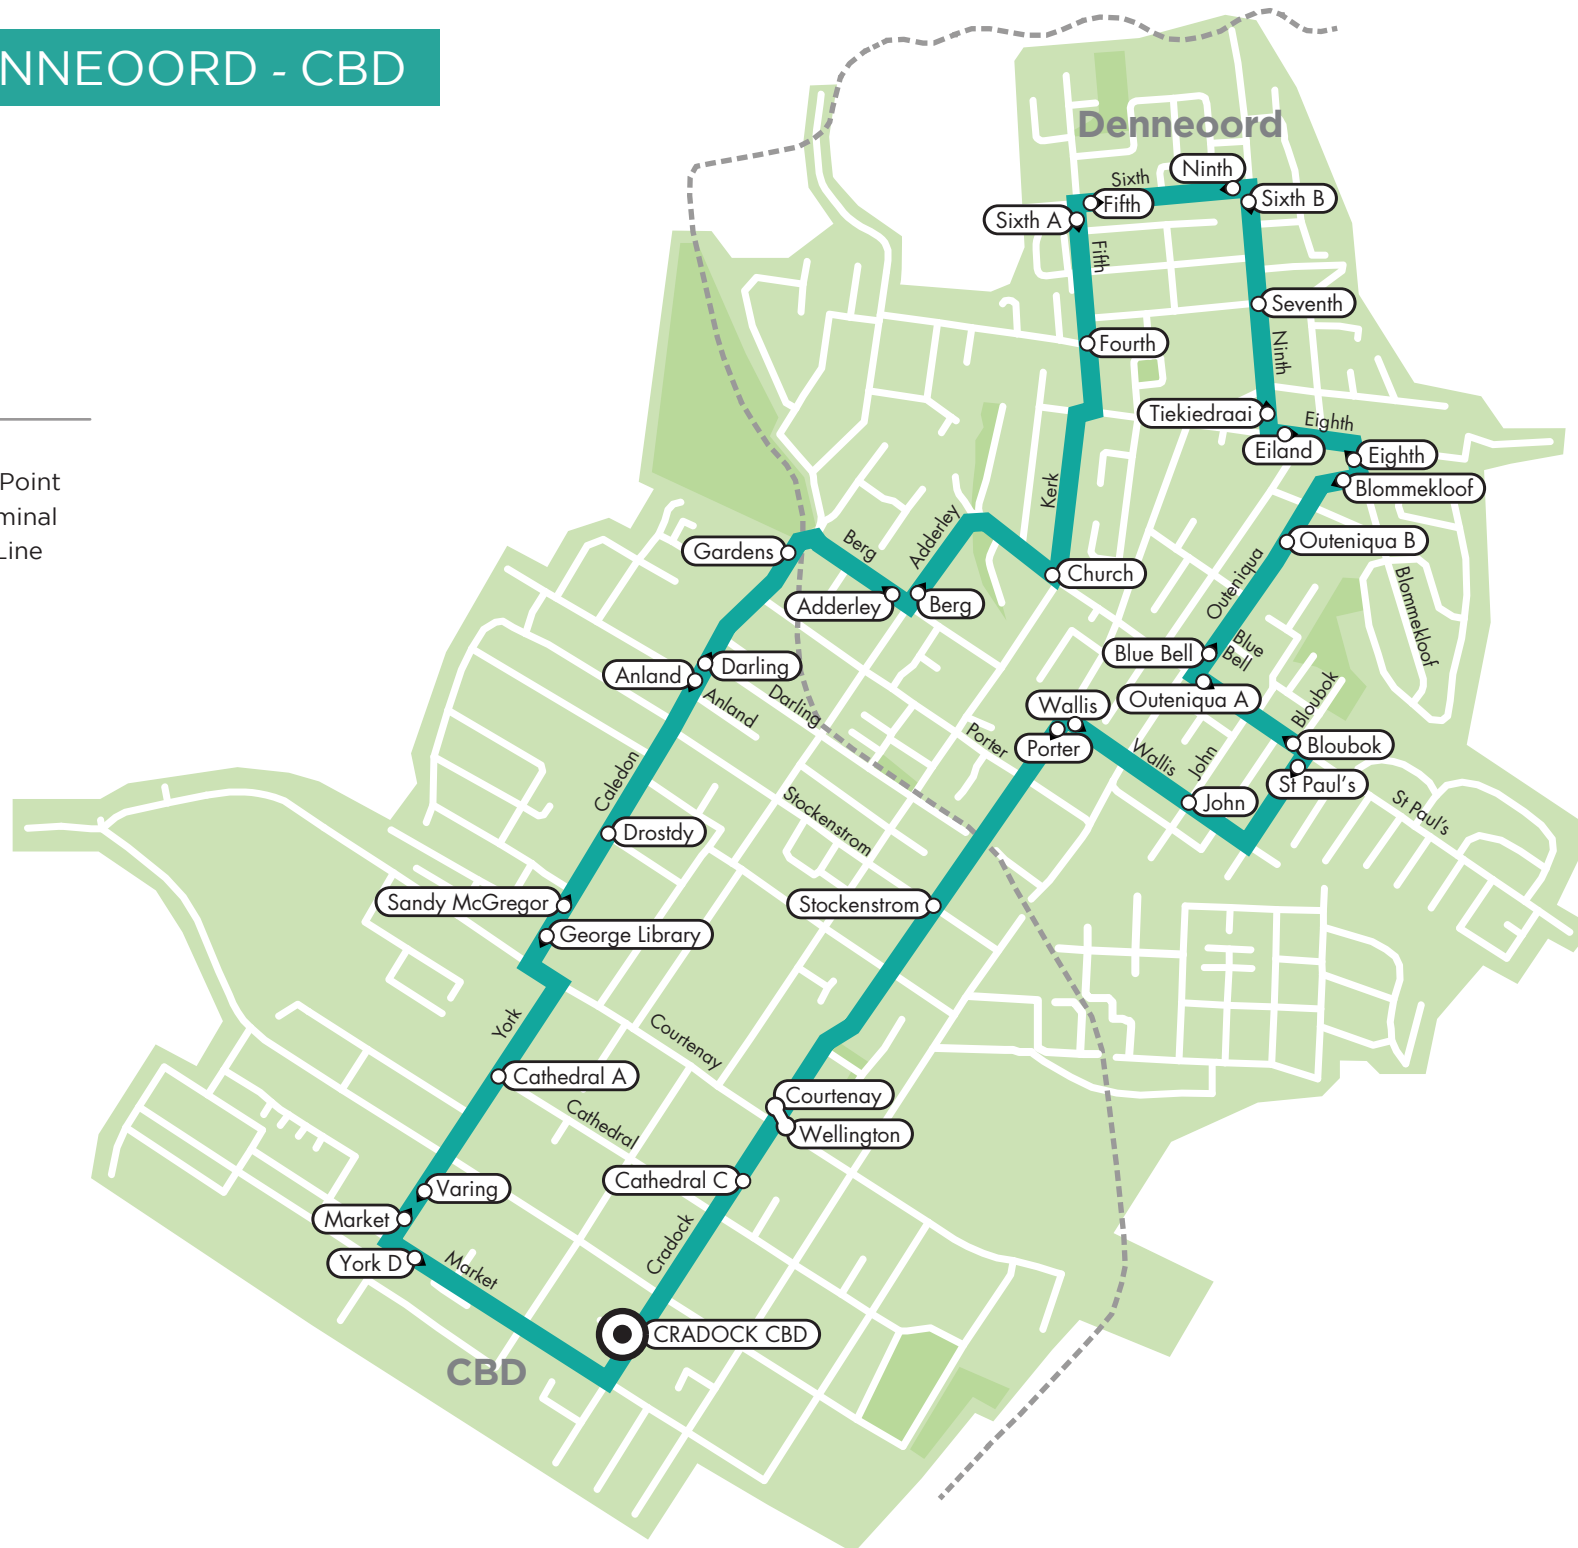 NNEOORD - CBD
Point
minal
Line
Denneoord
Ninth
Sixth
Fifth
Sixth B
Sixth A
Fifth
Seventh
Ninth
Fourth
Tiekiedraai
Eighth
Eiland
Eighth
Blommekloof
Kerk
Adderley
Berg
Gardens
Outeniqua B
Church
Outeniqua
Blommekloof
Adderley
Berg
Blue
Bell
Blue Bell
Darling
Anland
Anland
Darling
Outeniqua A
Bloubok
Wallis
Porter
Porter
Wallis
John
Bloubok
St Paul's
John
St Paul's
Caledon
Stockenstrom
Drostdy
Sandy McGregor
Stockenstrom
George Library
York
Courtenay
Cathedral A
Cathedral
Courtenay
Wellington
Cathedral C
Varing
Market
Cradock
York D
Market
CRADOCK CBD
CBD